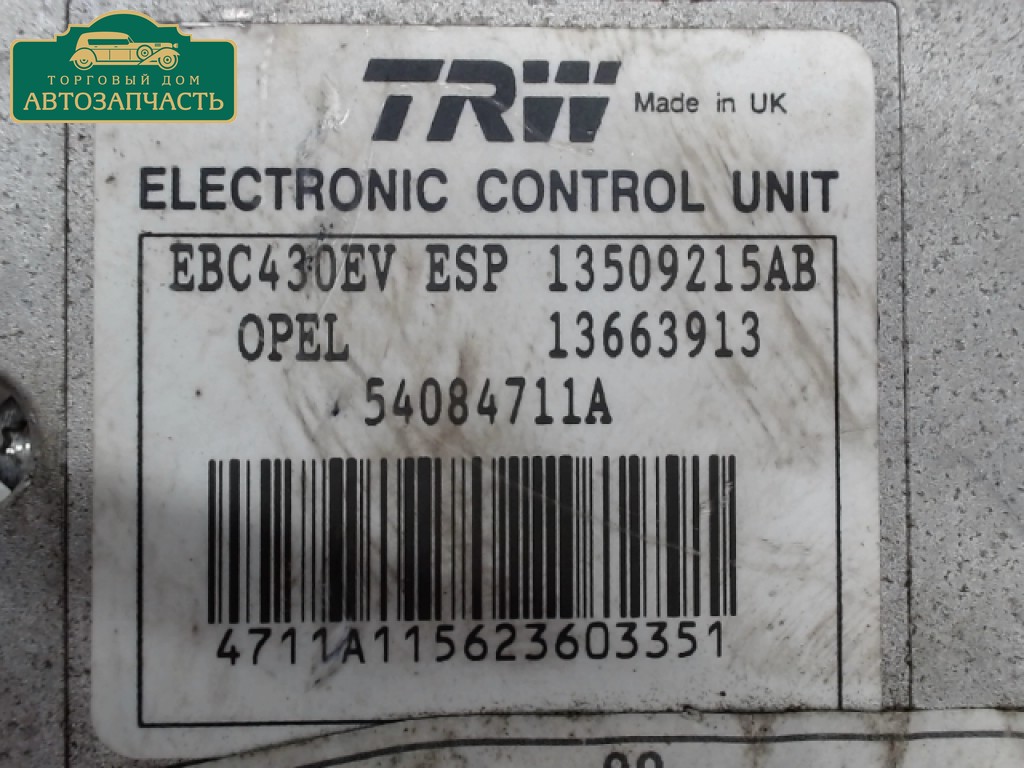 ТОРГОВЫЙ ДОМ
АВТОЗАПЧАСТЬ
TRW Made in UK
ELECTRONIC CONTROL UNIT
EBC430EV ESP 13509215AB
OPEL 13663913
54084711A
4711A115623603351